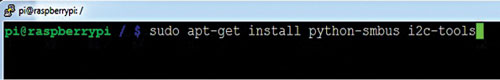 pi@raspberrypi: /
pi@raspberrypi / $ sudo apt-get install python-smbus i2c-tools